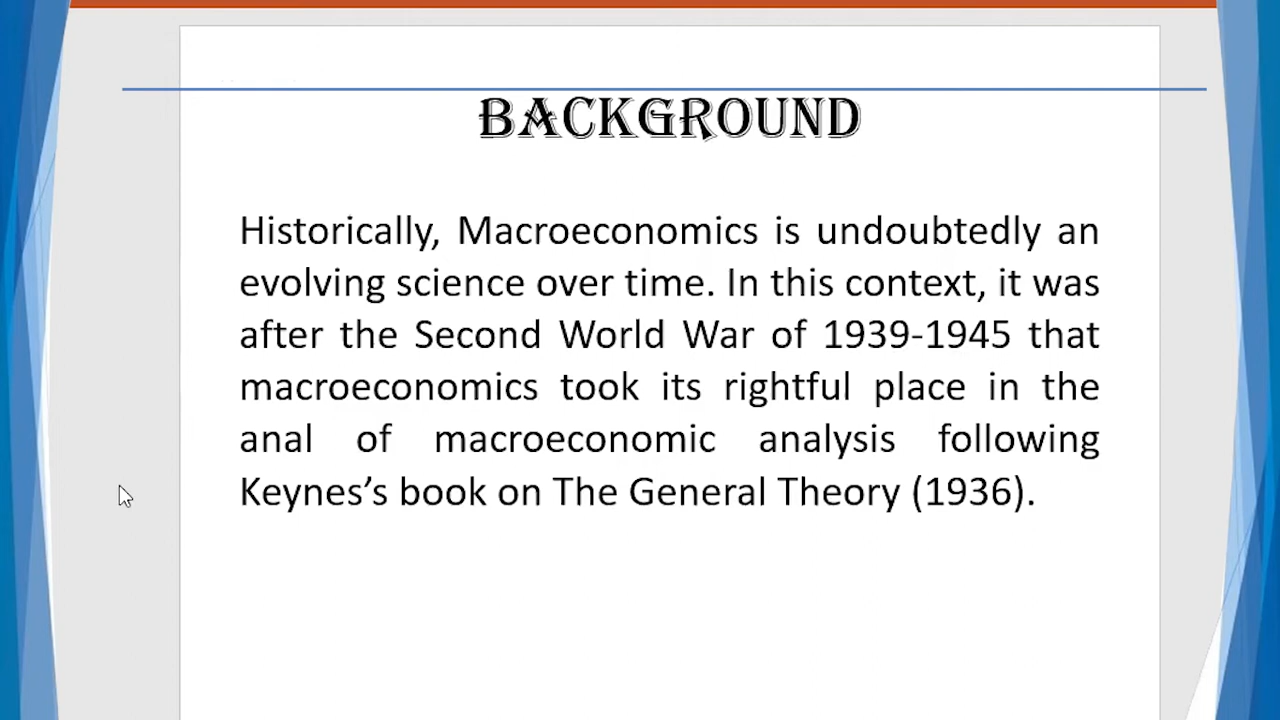 BACKGROUND
Historically, Macroeconomics is undoubtedly an
evolving science over time. In this context, it was
after the Second World War of 1939-1945 that
macroeconomics took its rightful place in the
anal of macroeconomic analysis following
Keynes’s book on The General Theory (1936).